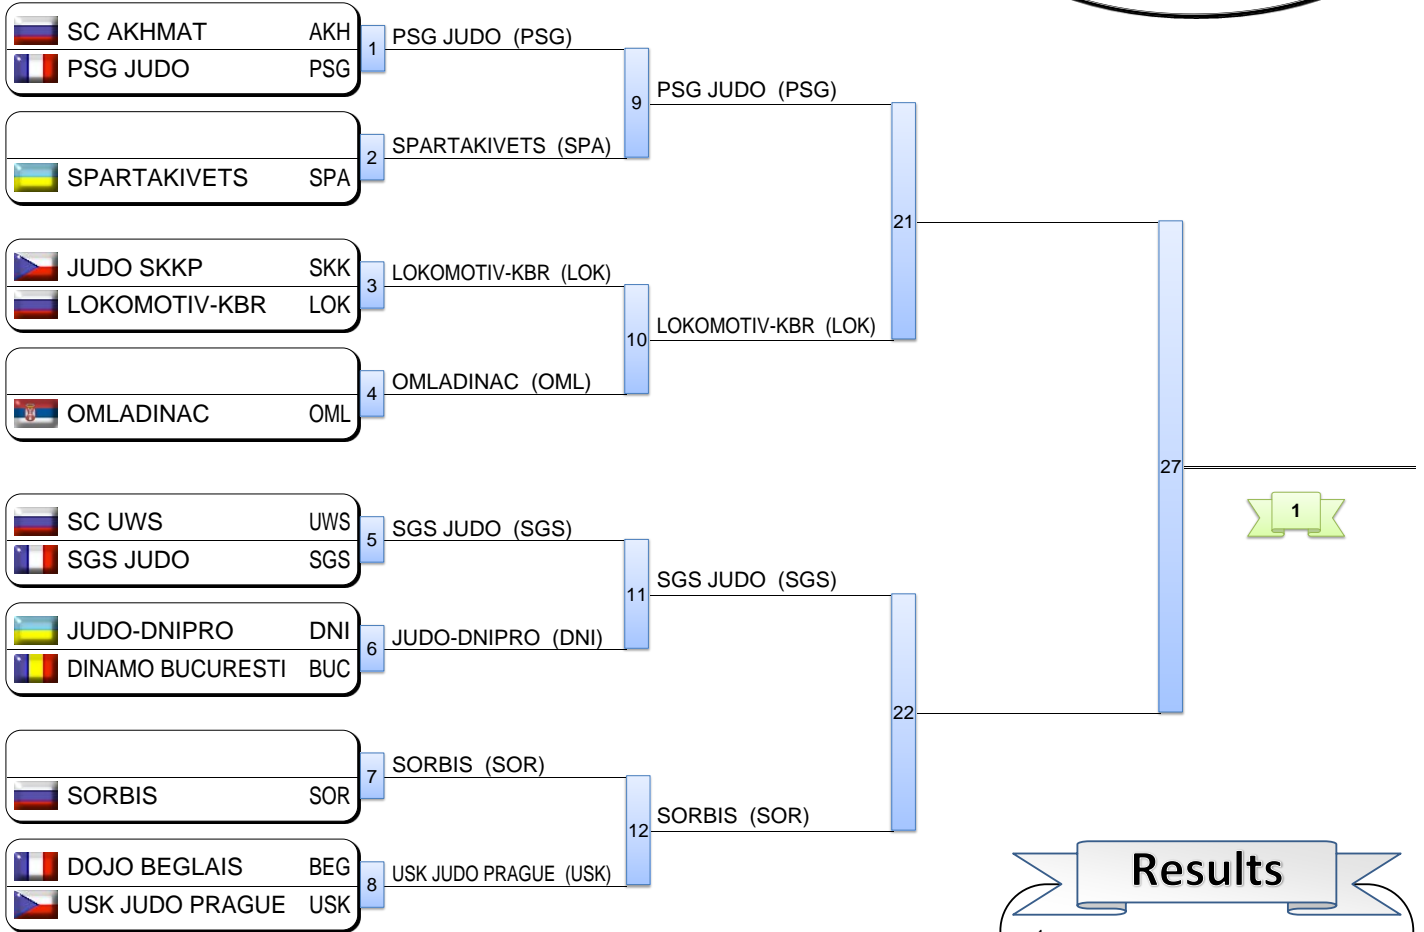 SC AKHMAT AKH
PSG JUDO PSG
1 PSG JUDO (PSG)
9 PSG JUDO (PSG)
SPARTAKIVETS SPA
2 SPARTAKIVETS (SPA)
21
JUDO SKKP SKK
LOKOMOTIV-KBR LOK
3 LOKOMOTIV-KBR (LOK)
10 LOKOMOTIV-KBR (LOK)
OMLADINAC OML
4 OMLADINAC (OML)
27
1
SC UWS UWS
SGS JUDO SGS
5 SGS JUDO (SGS)
11 SGS JUDO (SGS)
JUDO-DNIPRO DNI
DINAMO BUCURESTI BUC
6 JUDO-DNIPRO (DNI)
22
SORBIS SOR
7 SORBIS (SOR)
12 SORBIS (SOR)
DOJO BEGLAIS BEG
USK JUDO PRAGUE USK
8 USK JUDO PRAGUE (USK)
Results